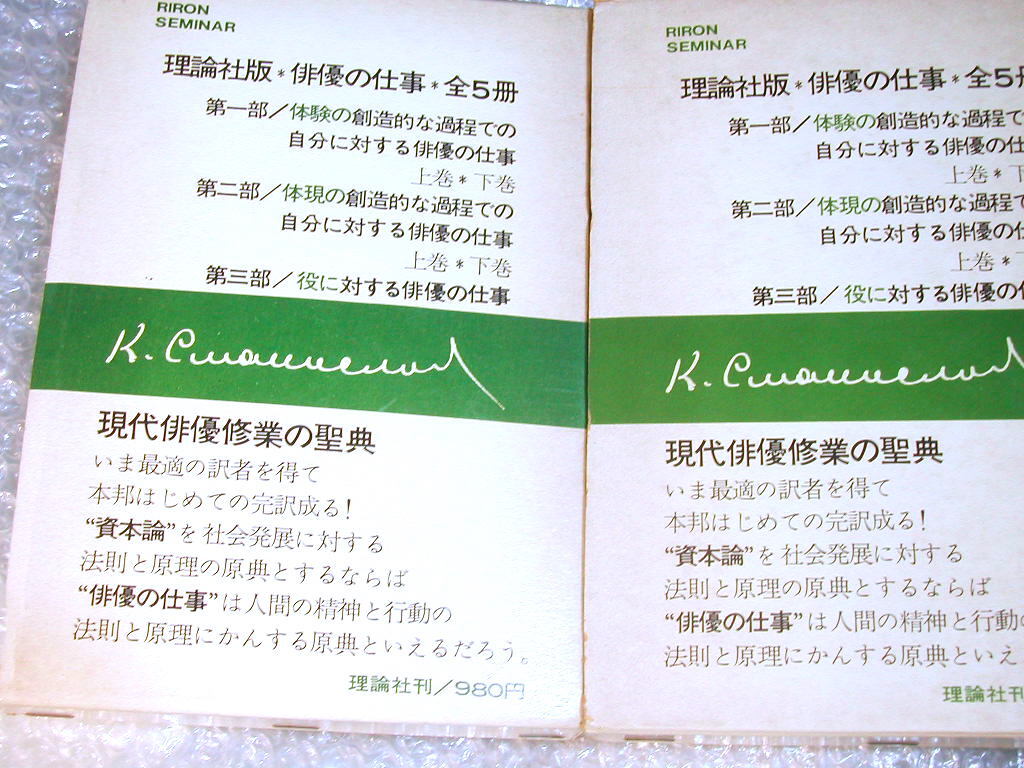 RIRON
SEMINAR
理論社版*俳優の仕事*全5册
第一部/体験の創造的な過程での
自分に対する俳優の仕事
上巻*下巻
第二部/体現の創造的な過程での
自分に対する俳優の仕事
上巻*下巻
第三部/役に対する俳優の仕事
К. Станиславский
現代俳優修業の聖典
いま最適の訳者を得て
本邦はじめての完訳成る!
“資本論”を社会発展に対する
法則と原理の原典とするならば
“俳優の仕事”は人間の精神と行動の
法則と原理にかんする原典といえるだろう。
理論社刊/980円
RIRON
SEMINAR
理論社版*俳優の仕事*全5
第一部/体験の創造的な過程で
自分に対する俳優の仕
上巻*下
第二部/体現の創造的な過程で
自分に対する俳優の仕
上巻*下
第三部/役に対する俳優の
К. Станиславский
現代俳優修業の聖典
いま最適の訳者を得て
本邦はじめての完訳成る!
“資本論”を社会発展に対する
法則と原理の原典とするならば
“俳優の仕事”は人間の精神と行動
法則と原理にかんする原典といえ
理論社刊